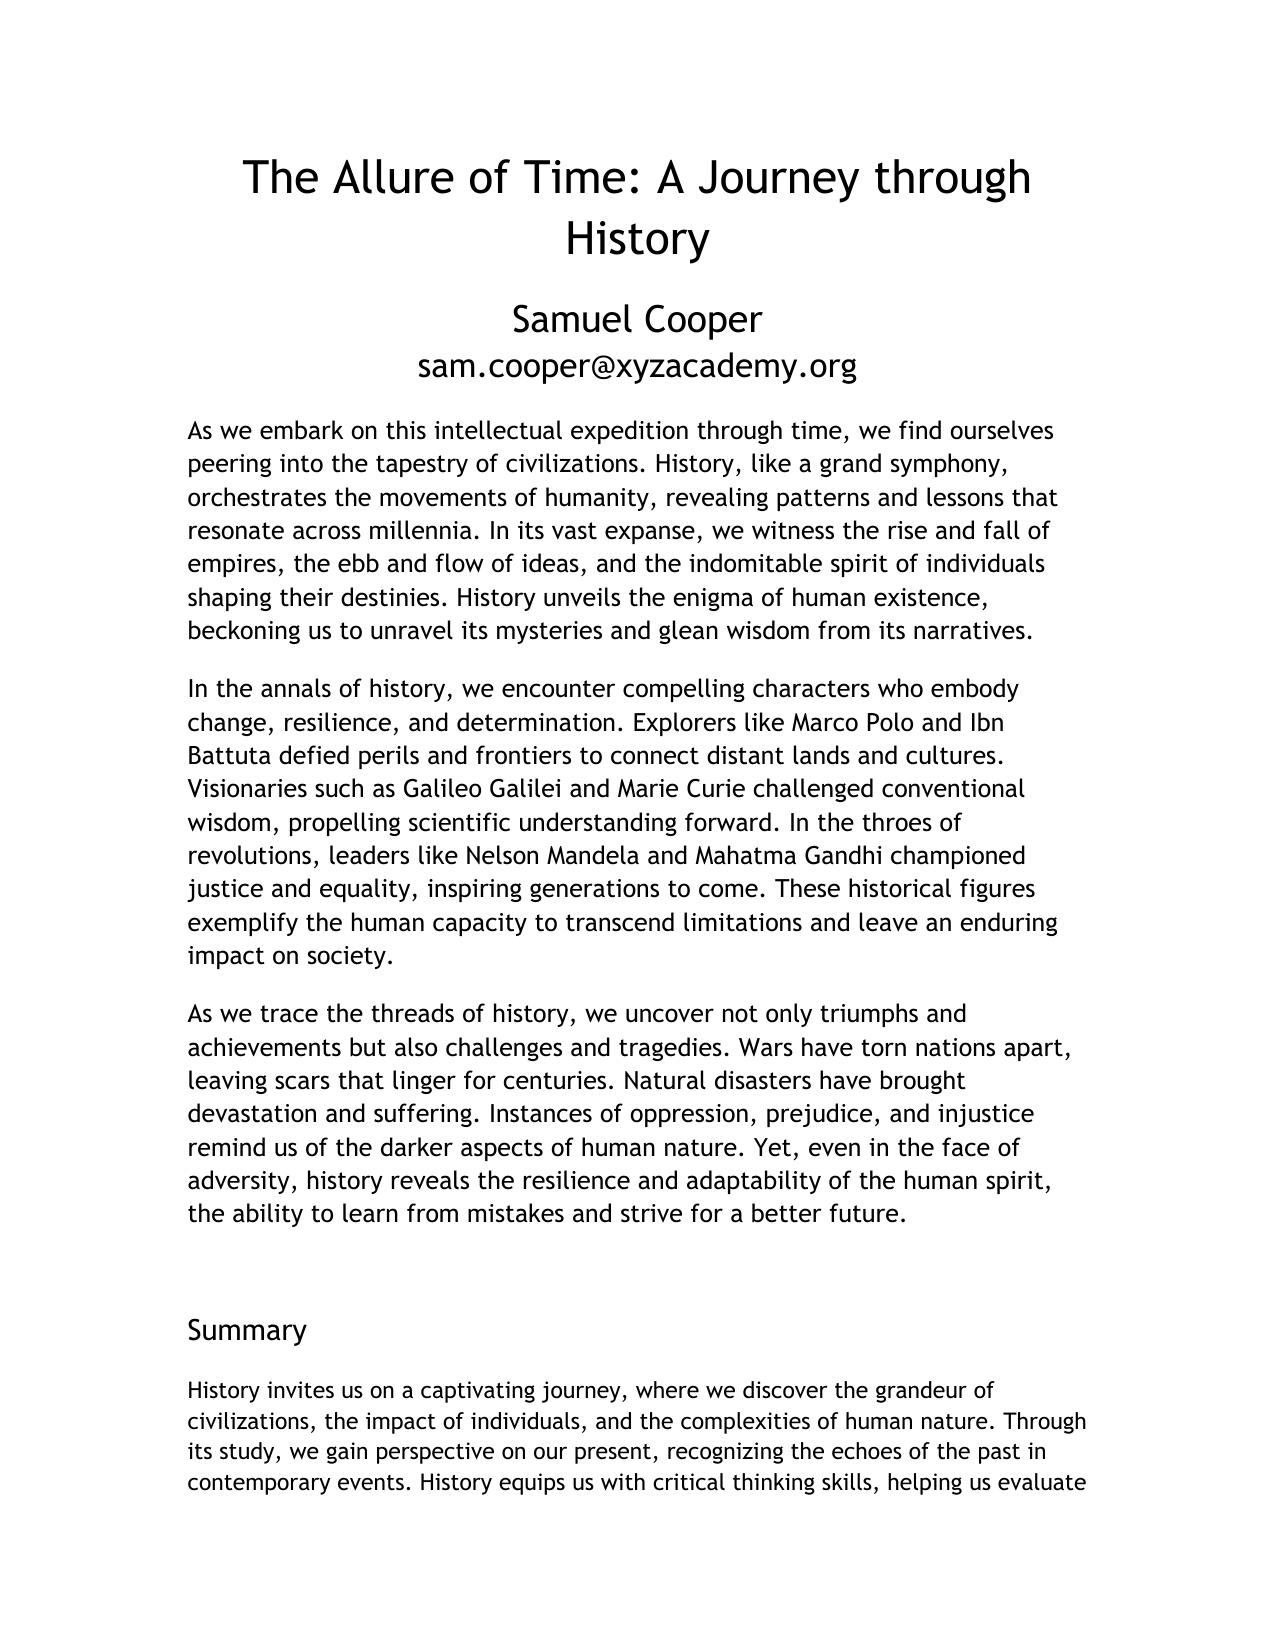 The Allure of Time: A Journey through
History
Samuel Cooper
sam.cooper@xyzacademy.org
As we embark on this intellectual expedition through time, we find ourselves
peering into the tapestry of civilizations. History, like a grand symphony,
orchestrates the movements of humanity, revealing patterns and lessons that
resonate across millennia. In its vast expanse, we witness the rise and fall of
empires, the ebb and flow of ideas, and the indomitable spirit of individuals
shaping their destinies. History unveils the enigma of human existence,
beckoning us to unravel its mysteries and glean wisdom from its narratives.
In the annals of history, we encounter compelling characters who embody
change, resilience, and determination. Explorers like Marco Polo and Ibn
Battuta defied perils and frontiers to connect distant lands and cultures.
Visionaries such as Galileo Galilei and Marie Curie challenged conventional
wisdom, propelling scientific understanding forward. In the throes of
revolutions, leaders like Nelson Mandela and Mahatma Gandhi championed
justice and equality, inspiring generations to come. These historical figures
exemplify the human capacity to transcend limitations and leave an enduring
impact on society.
As we trace the threads of history, we uncover not only triumphs and
achievements but also challenges and tragedies. Wars have torn nations apart,
leaving scars that linger for centuries. Natural disasters have brought
devastation and suffering. Instances of oppression, prejudice, and injustice
remind us of the darker aspects of human nature. Yet, even in the face of
adversity, history reveals the resilience and adaptability of the human spirit,
the ability to learn from mistakes and strive for a better future.
Summary
History invites us on a captivating journey, where we discover the grandeur of
civilizations, the impact of individuals, and the complexities of human nature. Through
its study, we gain perspective on our present, recognizing the echoes of the past in
contemporary events. History equips us with critical thinking skills, helping us evaluate